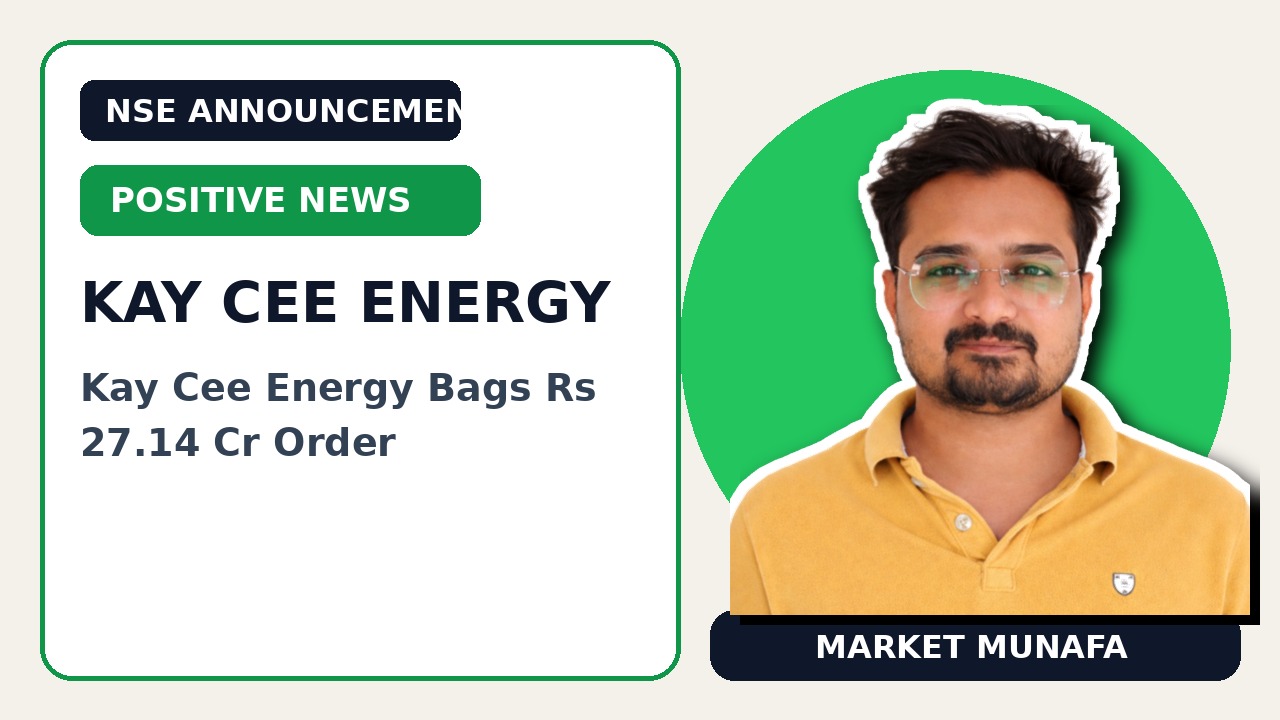 NSE ANNOUNCEMEN
POSITIVE NEWS
KAY CEE ENERGY
Kay Cee Energy Bags Rs
27.14 Cr Order
MARKET MUNAFA